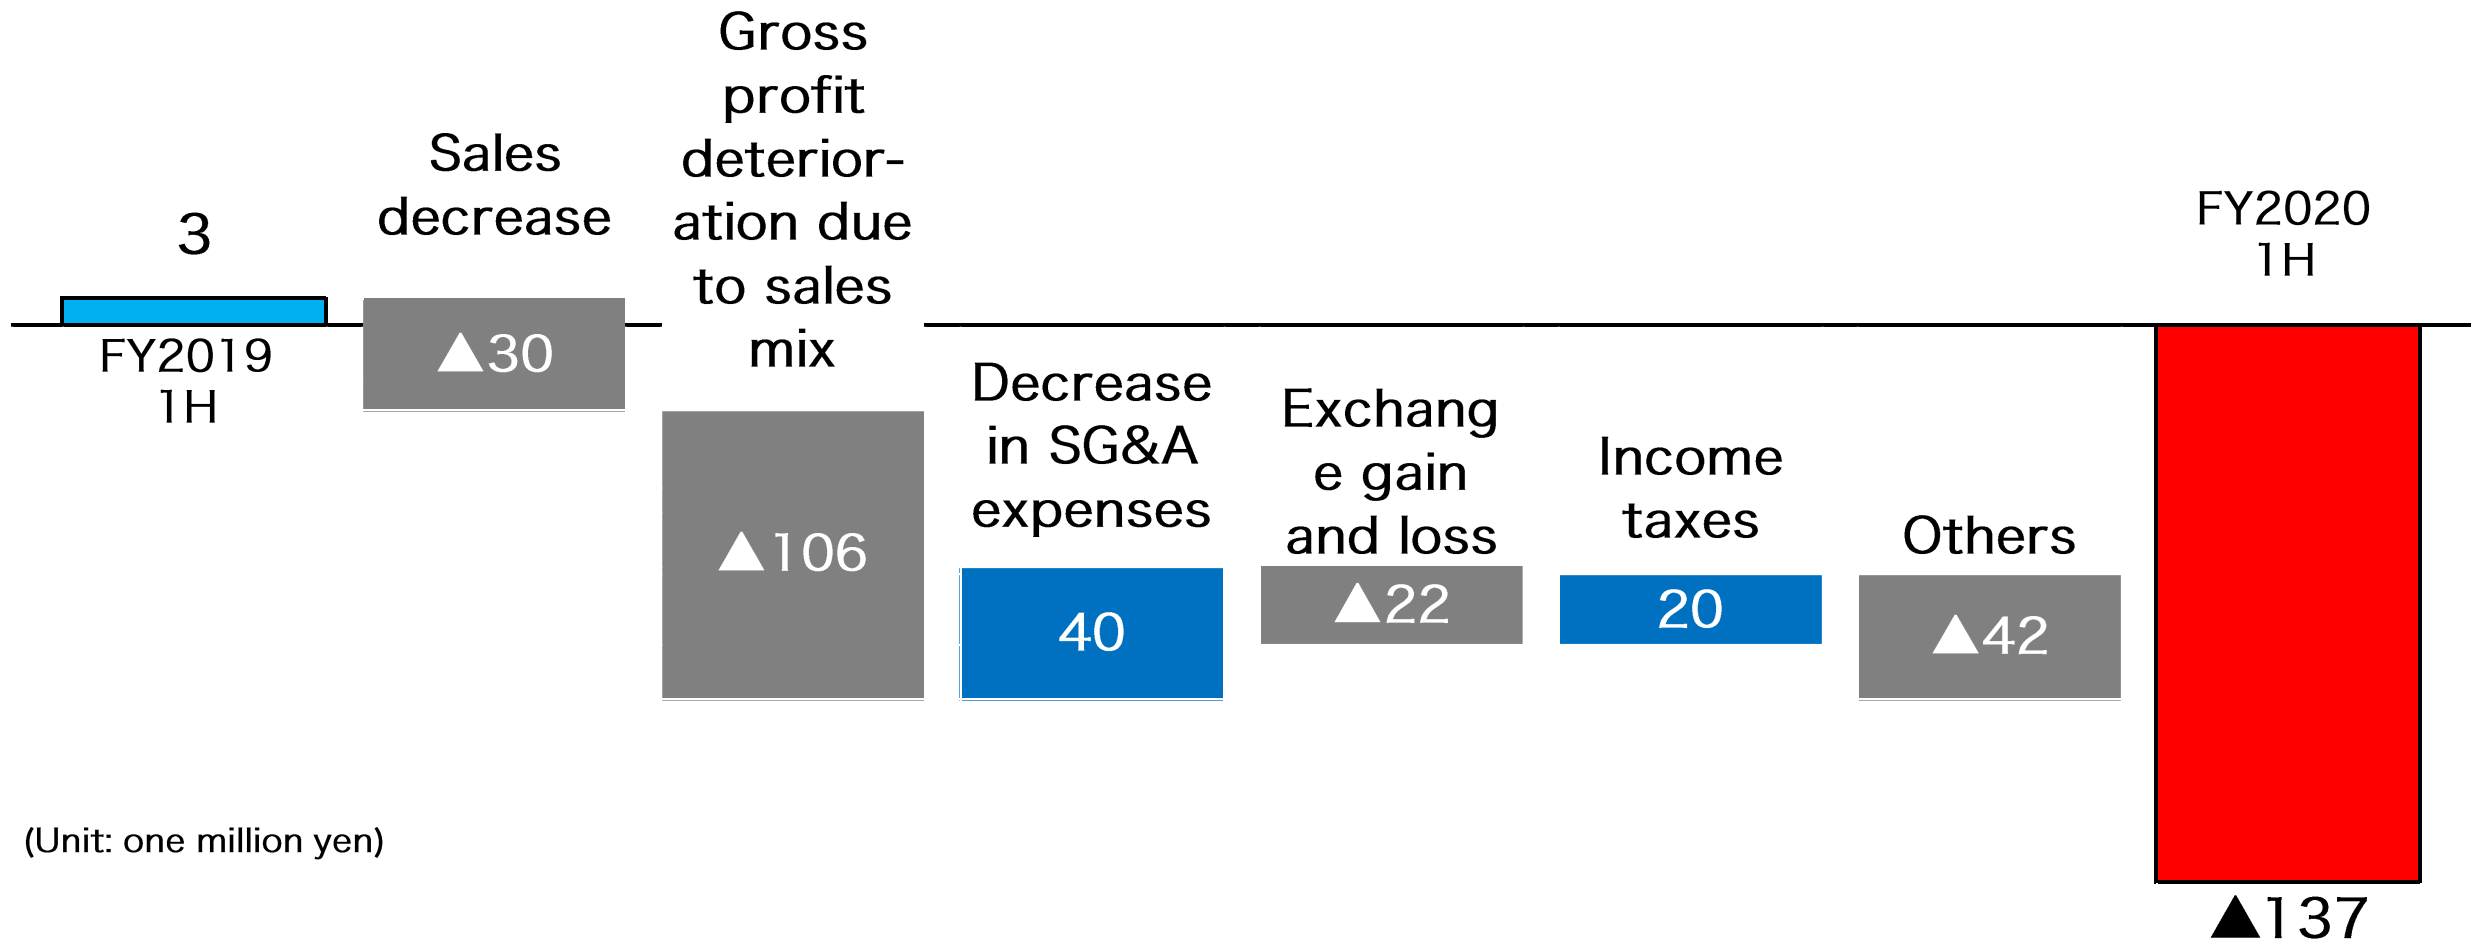 3
FY2019
1H
Sales
decrease
▲30
Gross
profit
deterior-
ation due
to sales
mix
▲106
Decrease
in SG&A
expenses
40
Exchang
e gain
and loss
▲22
Income
taxes
20
Others
▲42
FY2020
1H
▲137
(Unit: one million yen)